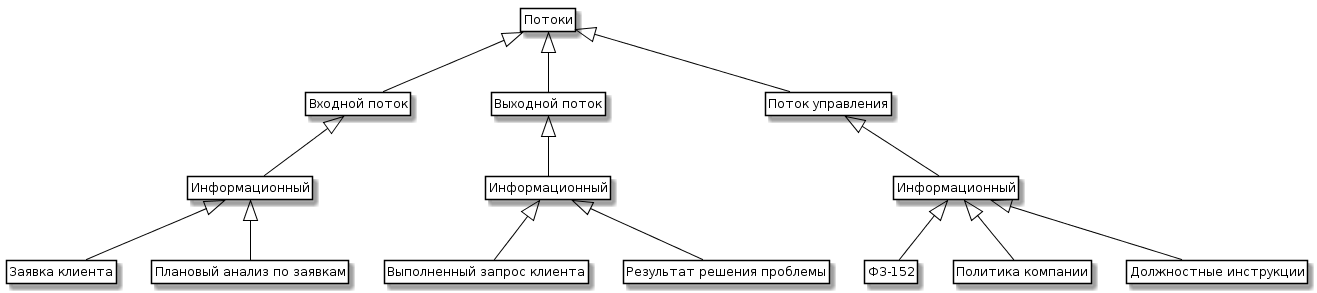 Потоки
Входной поток
Выходной поток
Поток управления
Информационный
Информационный
Информационный
Заявка клиента
Плановый анализ по заявкам
Выполненный запрос клиента
Результат решения проблемы
ФЗ-152
Политика компании
Должностные инструкции